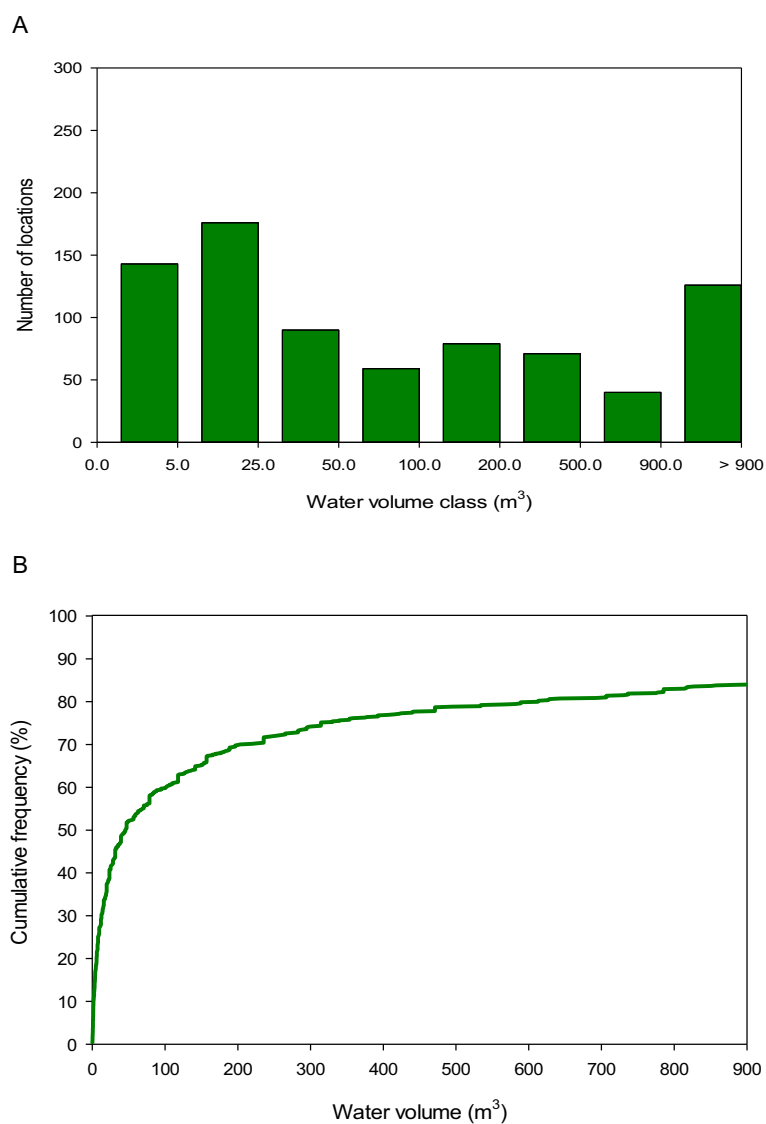 A
300
250
200
150
100
50
0
Number of locations
0.0 5.0 25.0 50.0 100.0 200.0 500.0 900.0 > 900
Water volume class (m³)
B
100
90
80
70
60
50
40
30
20
10
0
Cumulative frequency (%)
0 100 200 300 400 500 600 700 800 900
Water volume (m³)